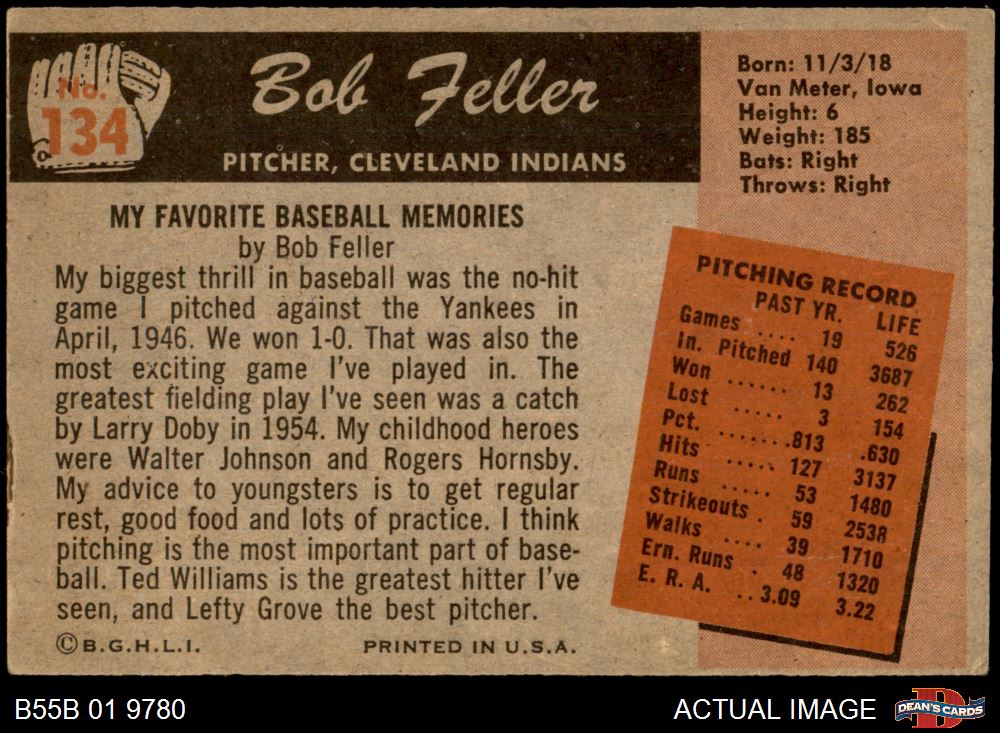 No.
134
Bob Feller
PITCHER, CLEVELAND INDIANS
Born: 11/3/18
Van Meter, Iowa
Height: 6
Weight: 185
Bats: Right
Throws: Right
MY FAVORITE BASEBALL MEMORIES
by Bob Feller
My biggest thrill in baseball was the no-hit
game I pitched against the Yankees in
April, 1946. We won 1-0. That was also the
most exciting game I've played in. The
greatest fielding play I've seen was a catch
by Larry Doby in 1954. My childhood heroes
were Walter Johnson and Rogers Hornsby.
My advice to youngsters is to get regular
rest, good food and lots of practice. I think
pitching is the most important part of base-
ball. Ted Williams is the greatest hitter I've
seen, and Lefty Grove the best pitcher.
© B.G.H.L.I. PRINTED IN U.S.A.
PITCHING RECORD
PAST YR. LIFE
Games .... 19 526
In. Pitched 140 3687
Won ...... 13 262
Lost ..... 3 154
Pct. .......813 .630
Hits ..... 127 3137
Runs ..... 53 1480
Strikeouts . 59 2538
Walks .... 39 1710
Ern. Runs . 48 1320
E. R. A. ..3.09 3.22
B55B 01 9780 ACTUAL IMAGE
D
DEAN'S CARDS